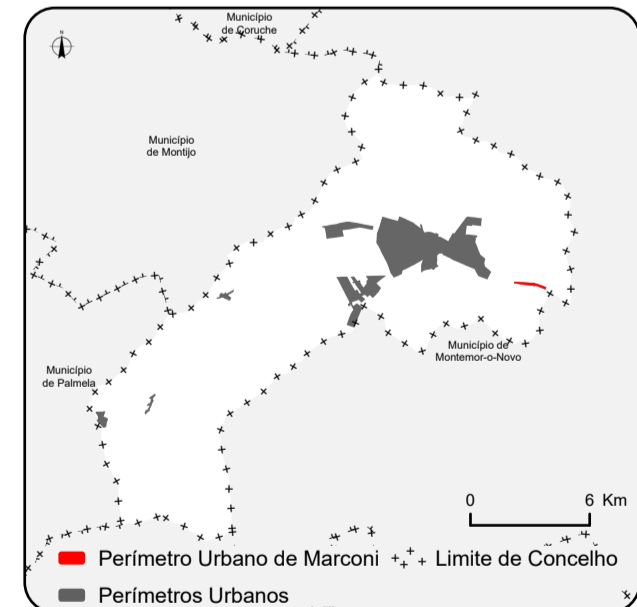 N
Município
de Coruche
Município
de Montijo
Município de
Montemor-o-Novo
Município
de Palmela
0 6 Km
Perímetro Urbano de Marconi Limite de Concelho
Perímetros Urbanos